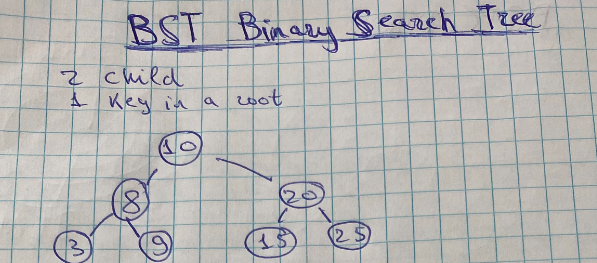 BST Binary Search Tree
2 child
1 key in a root
10
8 20
3 9 15 25